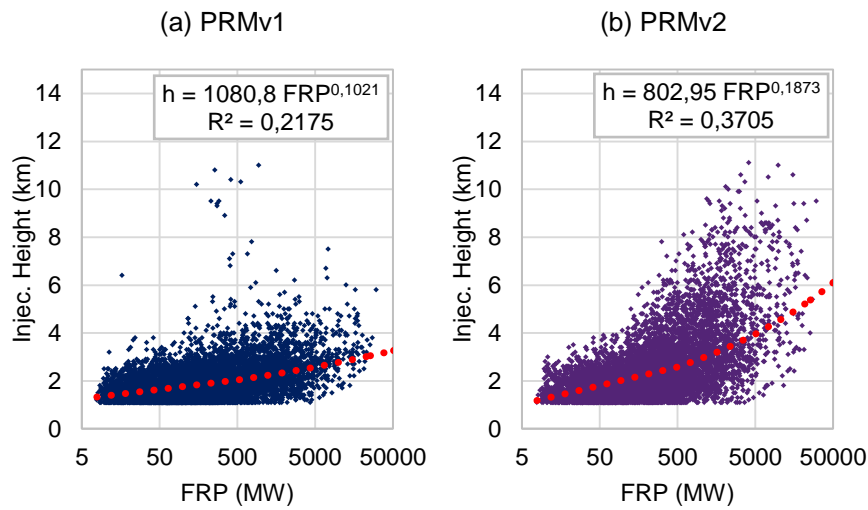 (a) PRMv1
h = 1080,8 FRP^0,1021
R² = 0,2175
Injec. Height (km)
14
12
10
8
6
4
2
0
5 50 500 5000 50000
FRP (MW)
(b) PRMv2
h = 802,95 FRP^0,1873
R² = 0,3705
Injec. Height (km)
14
12
10
8
6
4
2
0
5 50 500 5000 50000
FRP (MW)